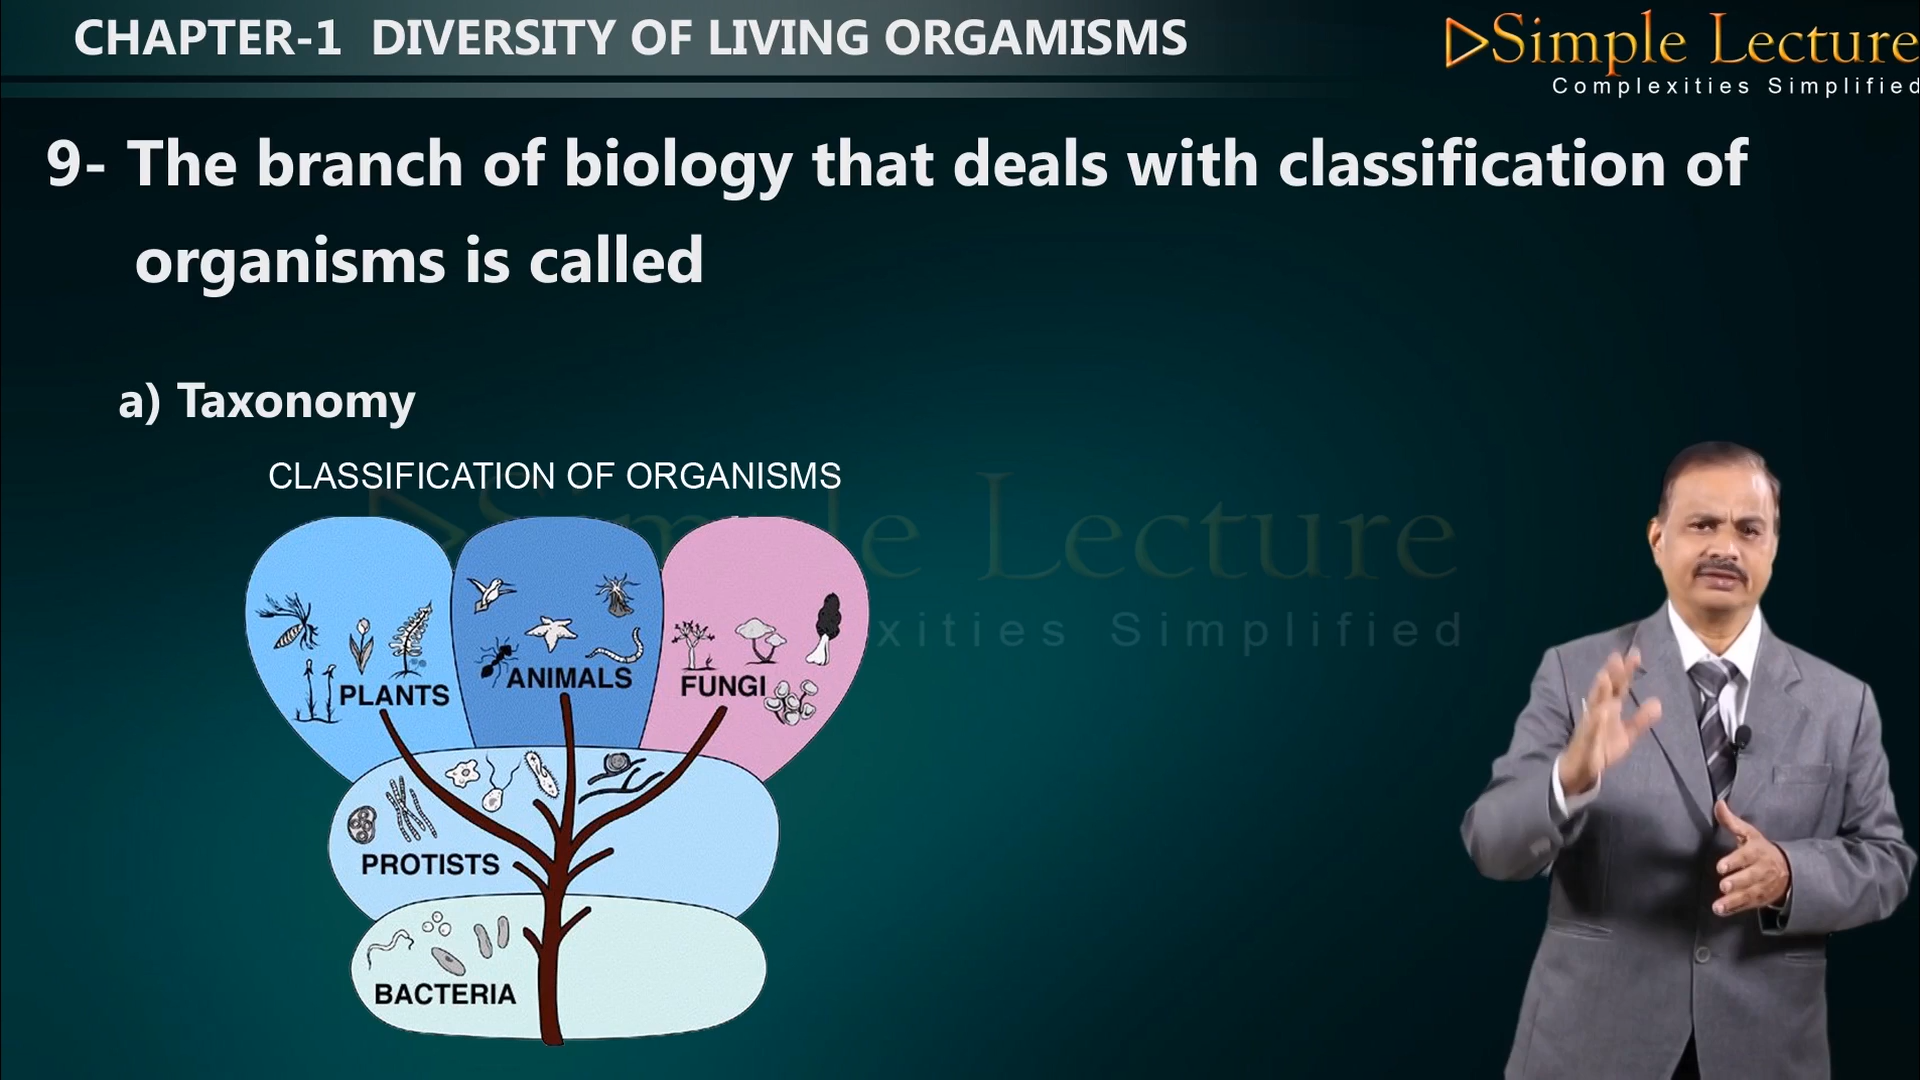 CHAPTER-1 DIVERSITY OF LIVING ORGAMISMS
Simple Lecture
Complexities Simplified
9- The branch of biology that deals with classification of
organisms is called
a) Taxonomy
CLASSIFICATION OF ORGANISMS
Simple Lecture
xities Simplified
PLANTS
ANIMALS
FUNGI
PROTISTS
BACTERIA